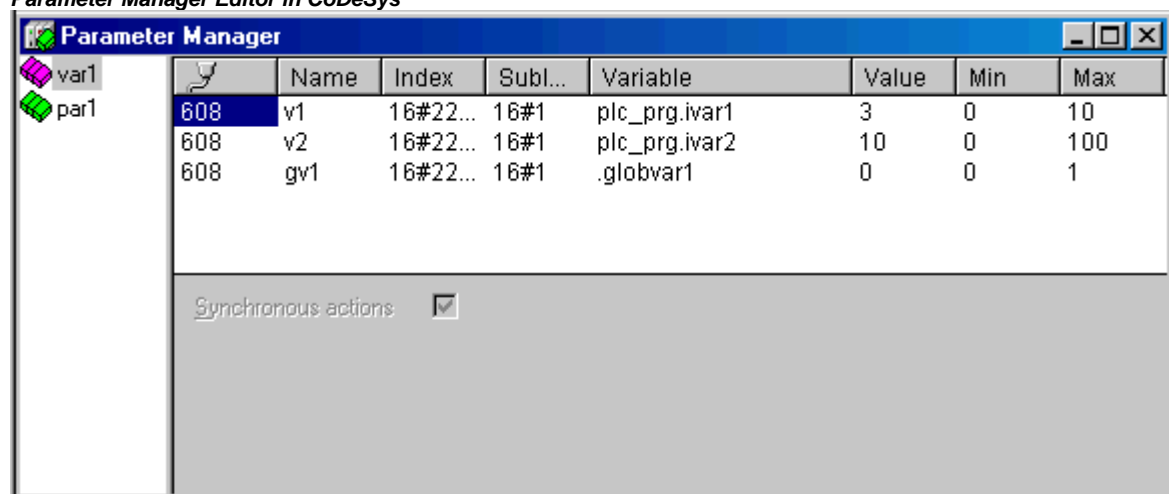 Parameter Manager Editor in CoDeSys
Parameter Manager
var1
par1
Name Index SubI... Variable Value Min Max
608 v1 16#22... 16#1 plc_prg.ivar1 3 0 10
608 v2 16#22... 16#1 plc_prg.ivar2 10 0 100
608 gv1 16#22... 16#1 .globvar1 0 0 1
Synchronous actions